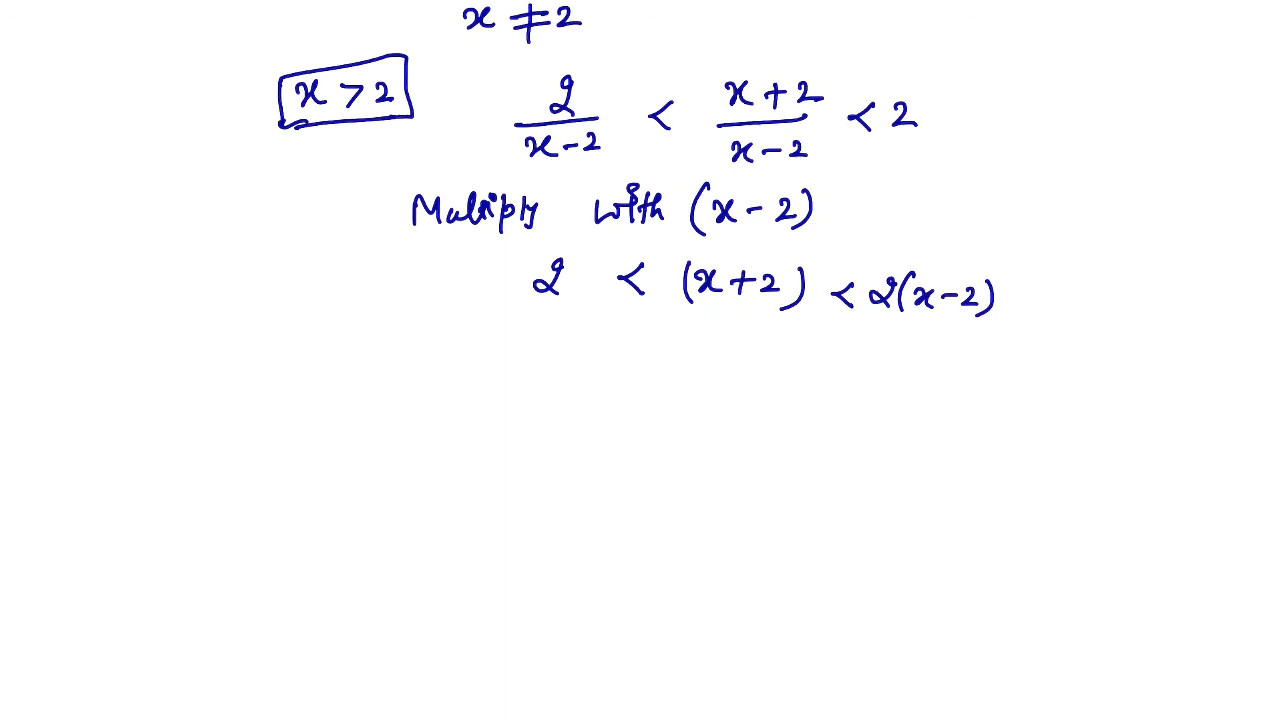 x ≠ 2
x > 2
2/(x-2) < (x+2)/(x-2) < 2
Multiply with (x-2)
2 < (x+2) < 2(x-2)